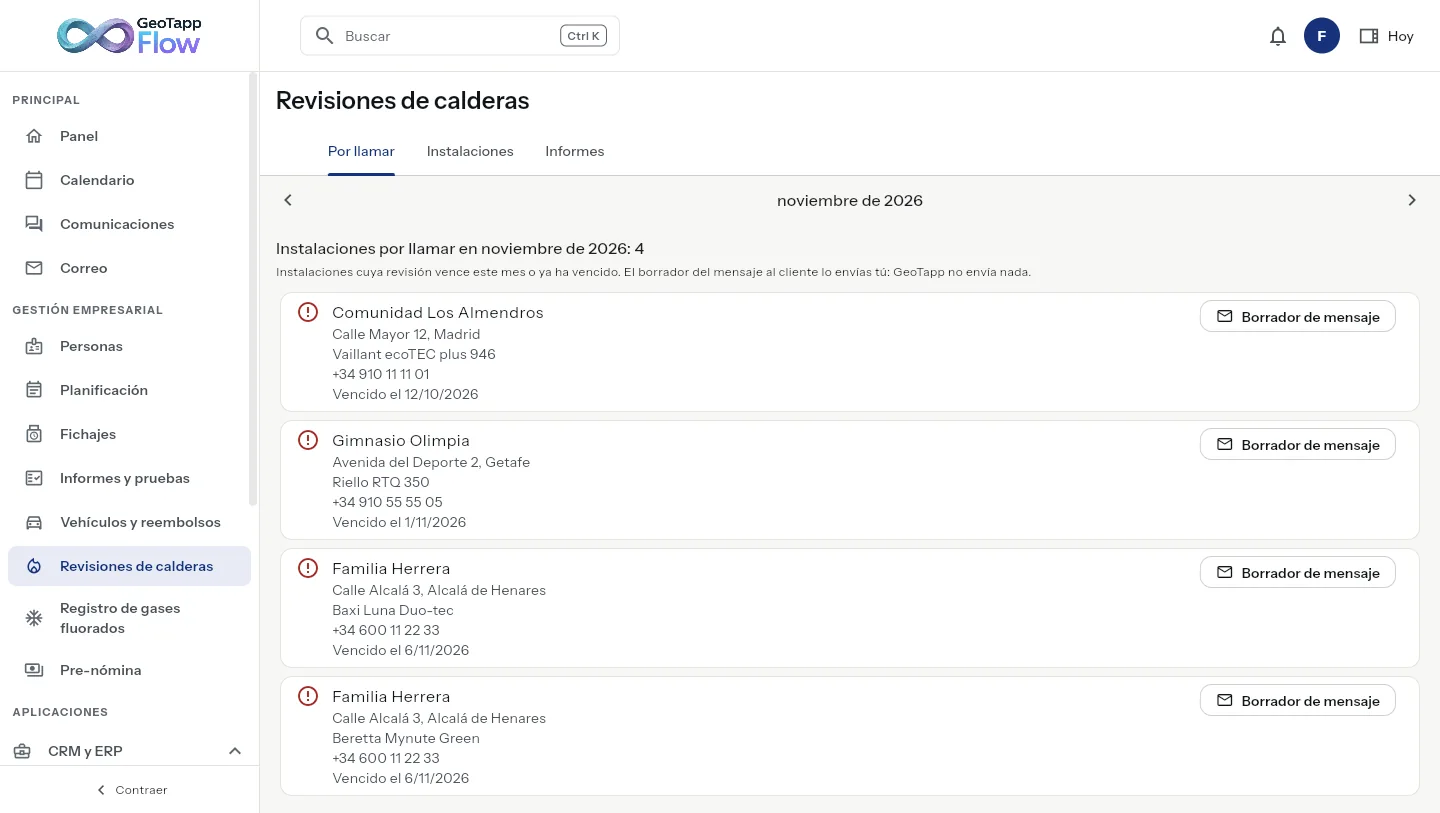 GeoTapp
Flow
Buscar
Ctrl K
F
Hoy
PRINCIPAL
Panel
Calendario
Comunicaciones
Correo
GESTIÓN EMPRESARIAL
Personas
Planificación
Fichajes
Informes y pruebas
Vehículos y reembolsos
Revisiones de calderas
Registro de gases
fluorados
Pre-nómina
APLICACIONES
CRM y ERP
Contraer
Revisiones de calderas
Por llamar
Instalaciones
Informes
noviembre de 2026
Instalaciones por llamar en noviembre de 2026: 4
Instalaciones cuya revisión vence este mes o ya ha vencido. El borrador del mensaje al cliente lo envías tú: GeoTapp no envía nada.
Comunidad Los Almendros
Calle Mayor 12, Madrid
Vaillant ecoTEC plus 946
+34 910 11 11 01
Vencido el 12/10/2026
Borrador de mensaje
Gimnasio Olimpia
Avenida del Deporte 2, Getafe
Riello RTQ 350
+34 910 55 55 05
Vencido el 1/11/2026
Borrador de mensaje
Familia Herrera
Calle Alcalá 3, Alcalá de Henares
Baxi Luna Duo-tec
+34 600 11 22 33
Vencido el 6/11/2026
Borrador de mensaje
Familia Herrera
Calle Alcalá 3, Alcalá de Henares
Beretta Mynute Green
+34 600 11 22 33
Vencido el 6/11/2026
Borrador de mensaje